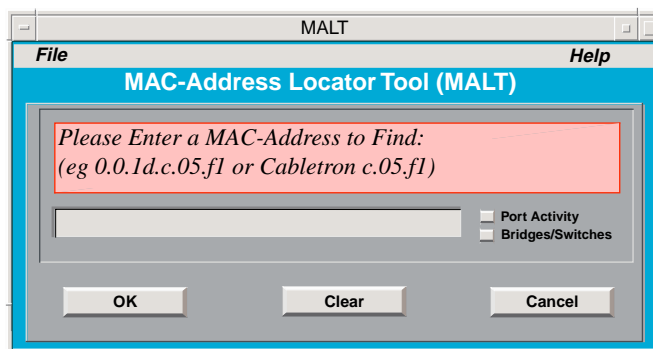 MALT
File Help
MAC-Address Locator Tool (MALT)
Please Enter a MAC-Address to Find:
(eg 0.0.1d.c.05.f1 or Cabletron c.05.f1)
Port Activity
Bridges/Switches
OK Clear Cancel